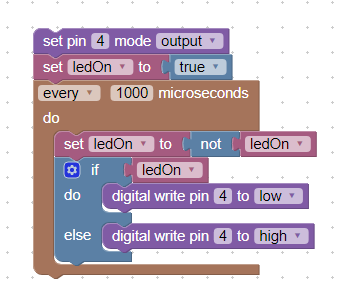 set pin 4 mode output
set ledOn to true
every 1000 microseconds
do
set ledOn to not ledOn
if ledOn
do digital write pin 4 to low
else digital write pin 4 to high